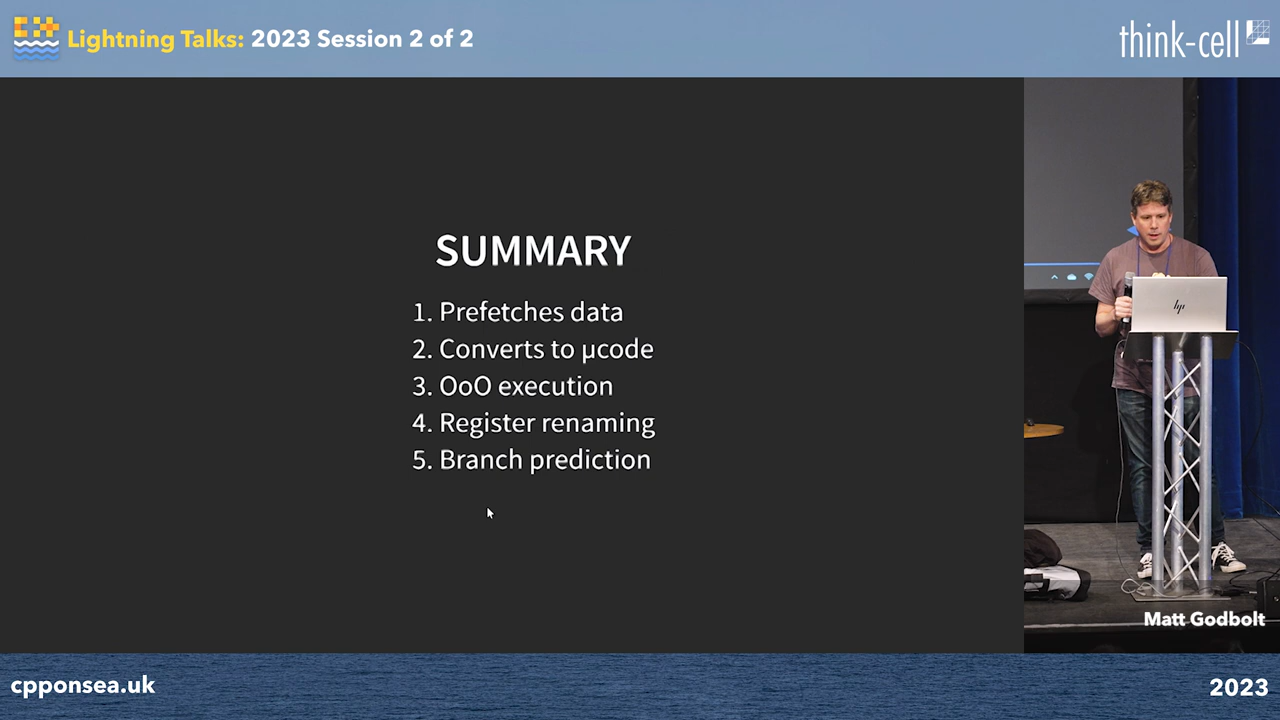 Lightning Talks: 2023 Session 2 of 2
think-cell
SUMMARY
1. Prefetches data
2. Converts to µcode
3. OoO execution
4. Register renaming
5. Branch prediction
hp
Matt Godbolt
cpponsea.uk
2023